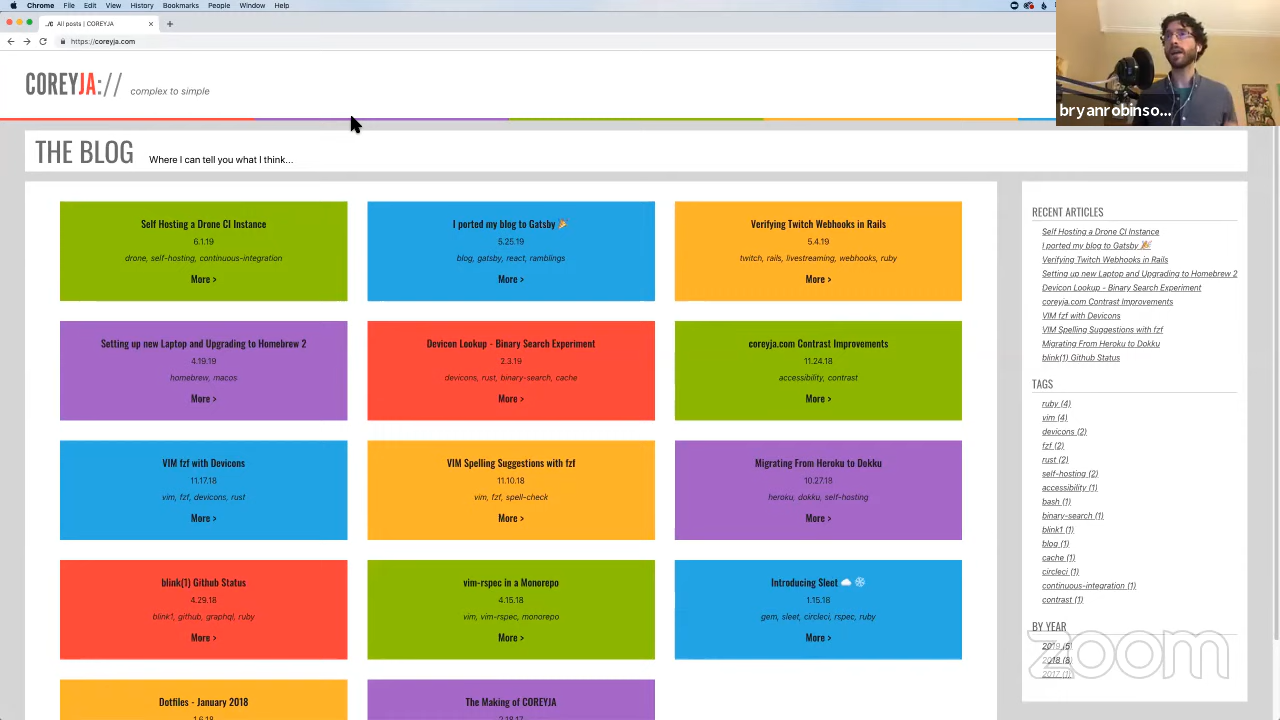 Chrome File Edit View History Bookmarks People Window Help
All posts | COREYJA
https://coreyja.com
COREYJA:// complex to simple
bryanrobinso...
THE BLOG Where I can tell you what I think...
Self Hosting a Drone CI Instance
6.1.19
drone, self-hosting, continuous-integration
More >
I ported my blog to Gatsby 🎉
5.25.19
blog, gatsby, react, ramblings
More >
Verifying Twitch Webhooks in Rails
5.4.19
twitch, rails, livestreaming, webhooks, ruby
More >
Setting up new Laptop and Upgrading to Homebrew 2
4.19.19
homebrew, macos
More >
Devicon Lookup - Binary Search Experiment
2.3.19
devicons, rust, binary-search, cache
More >
coreyja.com Contrast Improvements
11.24.18
accessibility, contrast
More >
VIM fzf with Devicons
11.17.18
vim, fzf, devicons, rust
More >
VIM Spelling Suggestions with fzf
11.10.18
vim, fzf, spell-check
More >
Migrating From Heroku to Dokku
10.27.18
heroku, dokku, self-hosting
More >
blink(1) Github Status
4.29.18
blink1, github, graphql, ruby
More >
vim-rspec in a Monorepo
4.15.18
vim, vim-rspec, monorepo
More >
Introducing Sleet ☁️ ❄️
1.15.18
gem, sleet, circleci, rspec, ruby
More >
Dotfiles - January 2018
1.6.18
The Making of COREYJA
2.18.17
RECENT ARTICLES
Self Hosting a Drone CI Instance
I ported my blog to Gatsby 🎉
Verifying Twitch Webhooks in Rails
Setting up new Laptop and Upgrading to Homebrew 2
Devicon Lookup - Binary Search Experiment
coreyja.com Contrast Improvements
VIM fzf with Devicons
VIM Spelling Suggestions with fzf
Migrating From Heroku to Dokku
blink(1) Github Status
TAGS
ruby (4)
vim (4)
devicons (2)
fzf (2)
rust (2)
self-hosting (2)
accessibility (1)
bash (1)
binary-search (1)
blink1 (1)
blog (1)
cache (1)
circleci (1)
continuous-integration (1)
contrast (1)
BY YEAR
2019 (5)
2018 (8)
2017 (1)
zoom